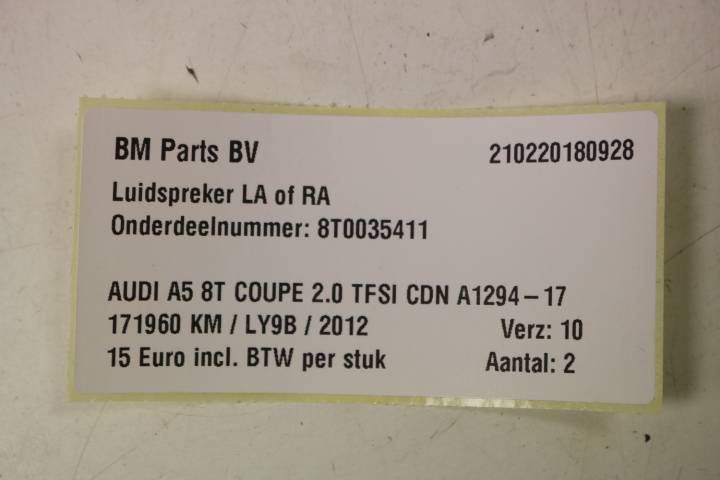 BM Parts BV 210220180928
Luidspreker LA of RA
Onderdeelnummer: 8T0035411
AUDI A5 8T COUPE 2.0 TFSI CDN A1294-17
171960 KM / LY9B / 2012 Verz: 10
15 Euro incl. BTW per stuk Aantal: 2